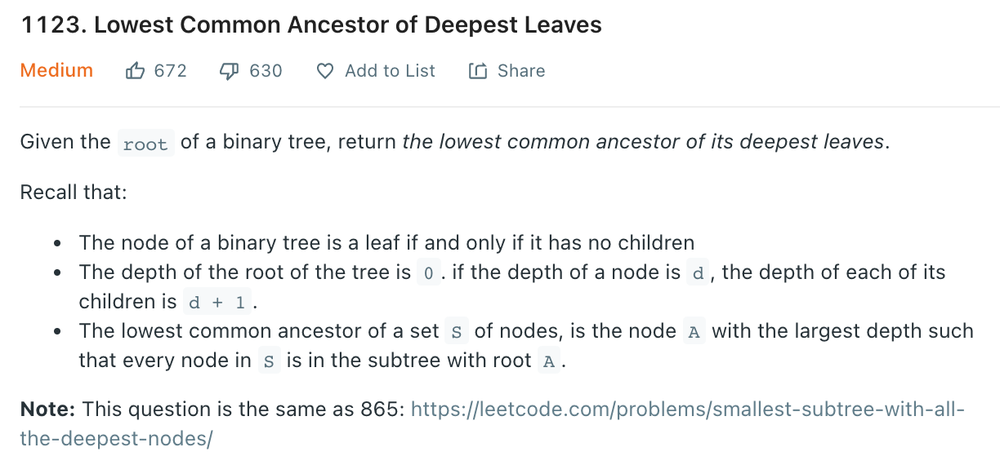 1123. Lowest Common Ancestor of Deepest Leaves
Medium 672 630 Add to List Share
Given the root of a binary tree, return the lowest common ancestor of its deepest leaves.
Recall that:
• The node of a binary tree is a leaf if and only if it has no children
• The depth of the root of the tree is 0 . if the depth of a node is d , the depth of each of its
children is d + 1 .
• The lowest common ancestor of a set S of nodes, is the node A with the largest depth such
that every node in S is in the subtree with root A .
Note: This question is the same as 865: https://leetcode.com/problems/smallest-subtree-with-all-
the-deepest-nodes/